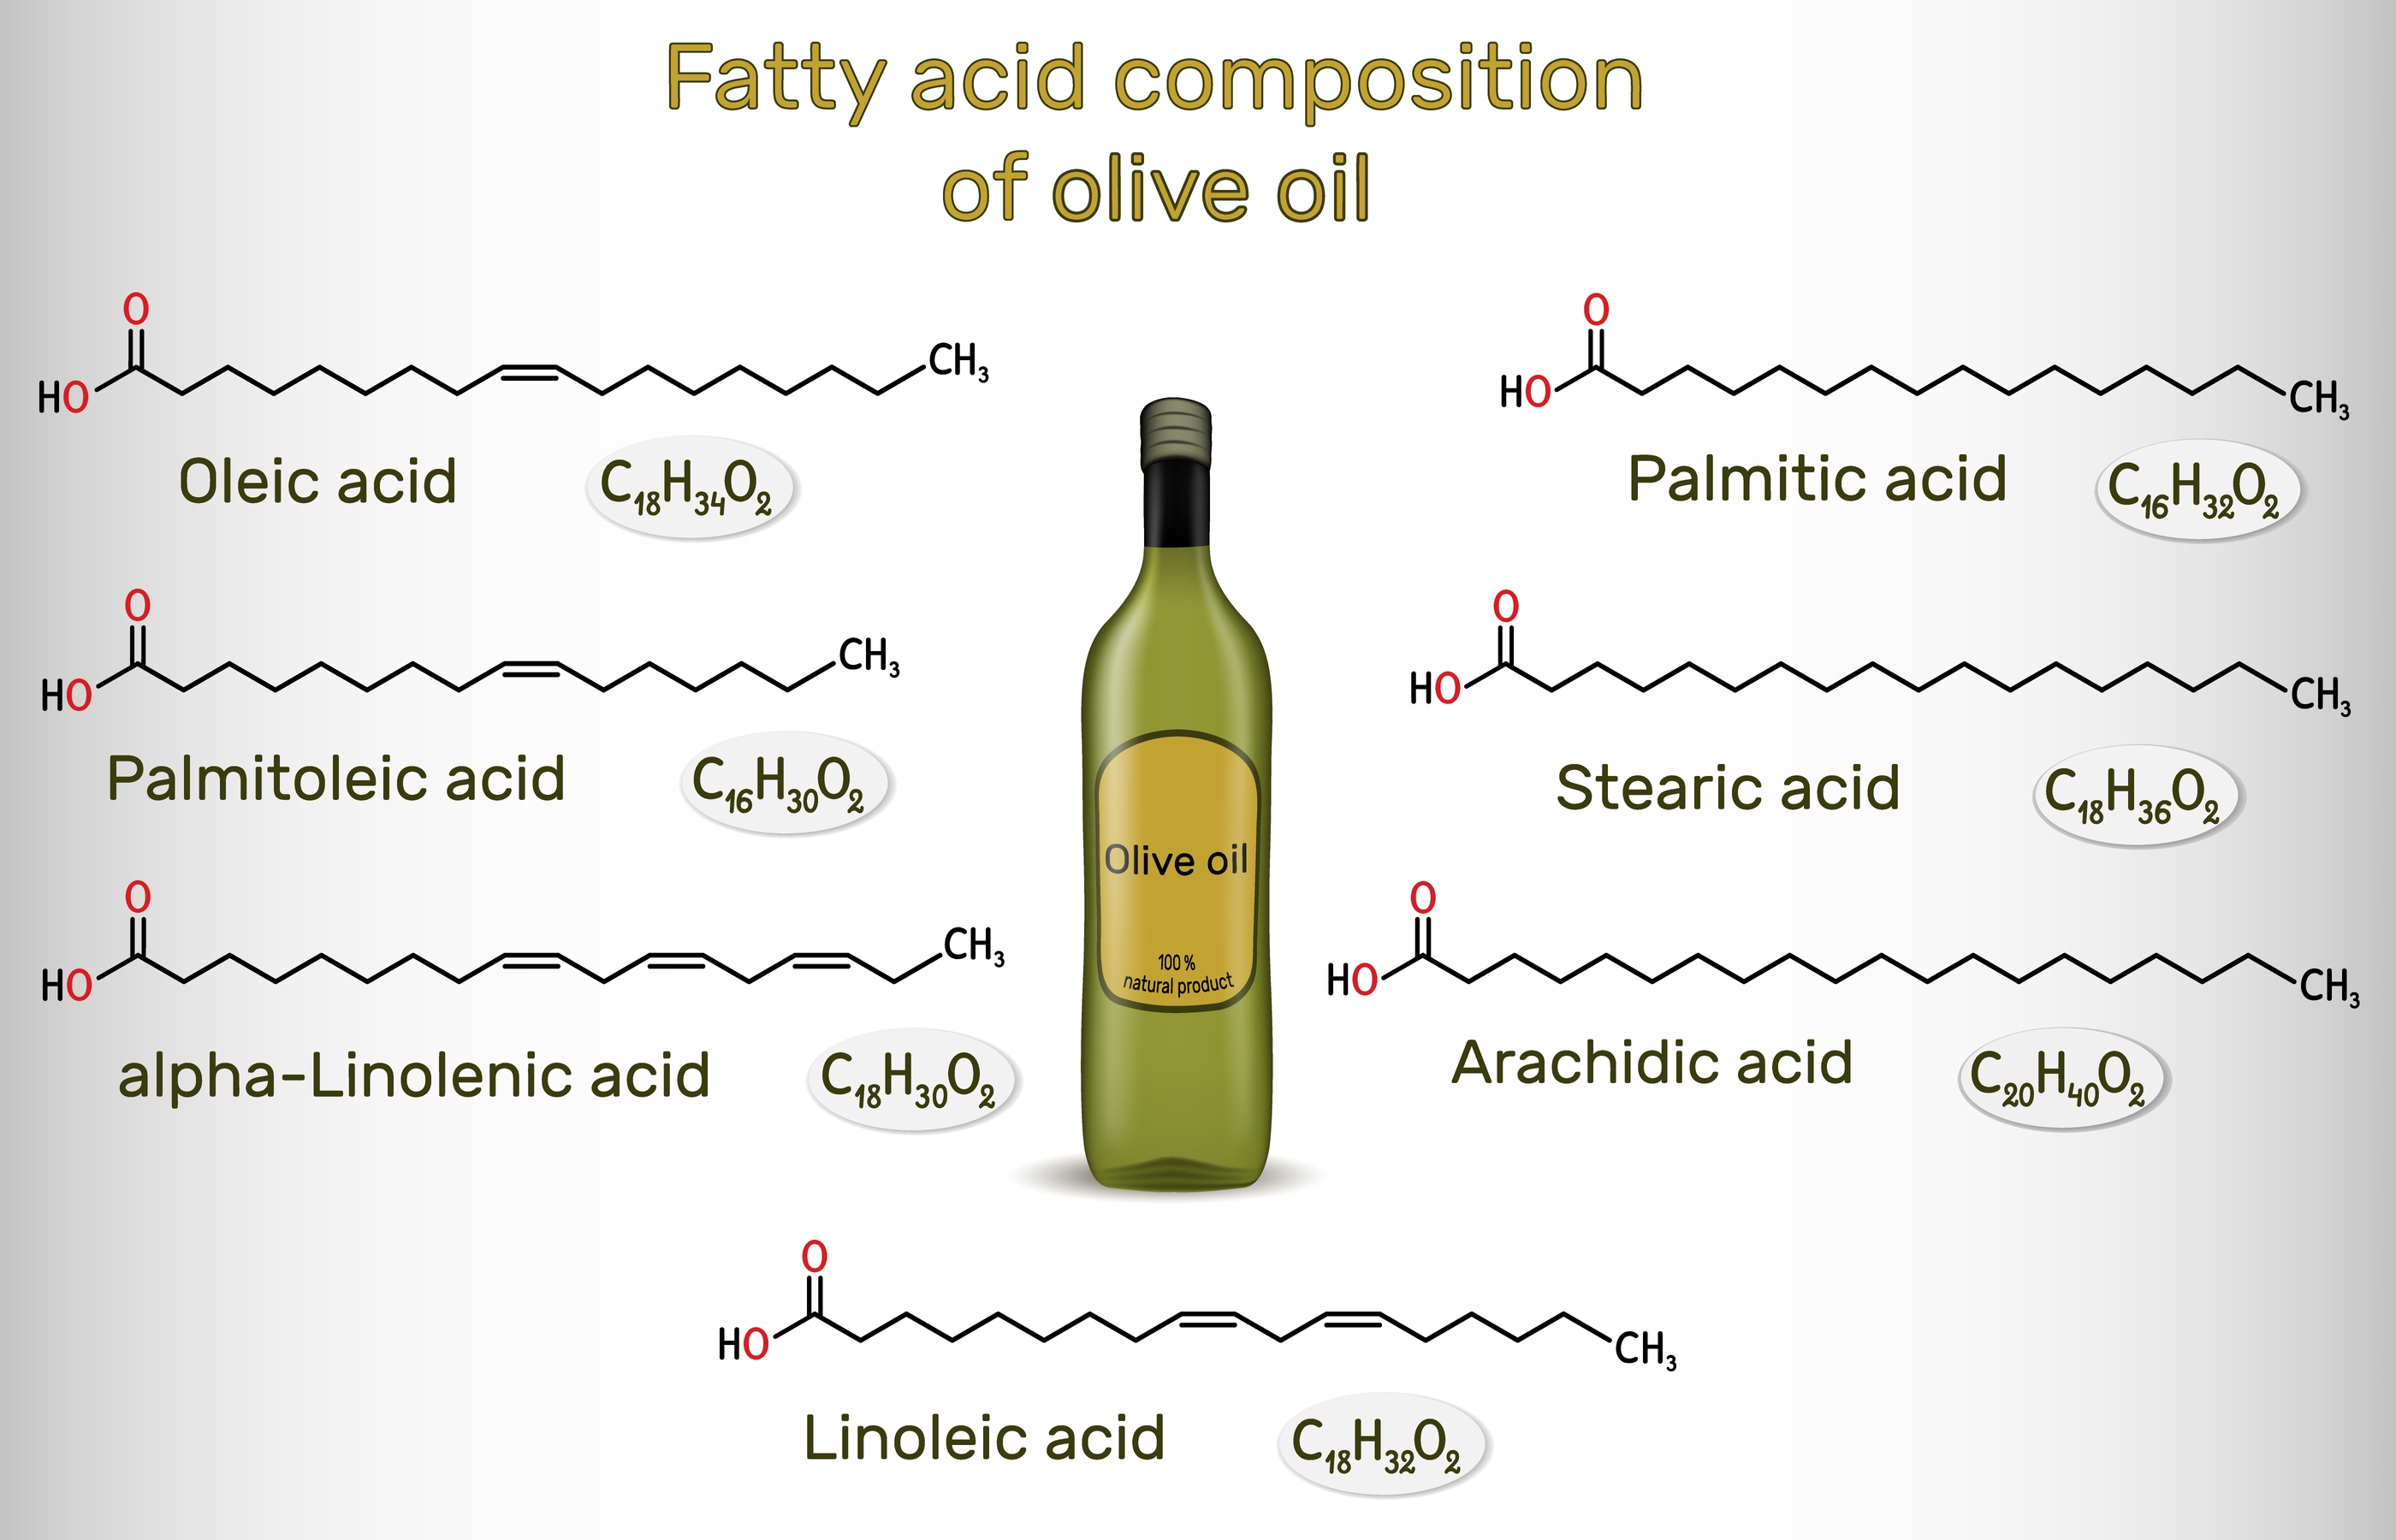 Fatty acid composition
of olive oil
O
HO
CH₃
Oleic acid
C₁₈H₃₄O₂
O
HO
CH₃
Palmitic acid
C₁₆H₃₂O₂
O
HO
CH₃
Palmitoleic acid
C₁₆H₃₀O₂
O
HO
CH₃
Stearic acid
C₁₈H₃₆O₂
O
HO
CH₃
alpha-Linolenic acid
C₁₈H₃₀O₂
Olive oil
100 %
natural product
O
HO
CH₃
Arachidic acid
C₂₀H₄₀O₂
O
HO
CH₃
Linoleic acid
C₁₈H₃₂O₂